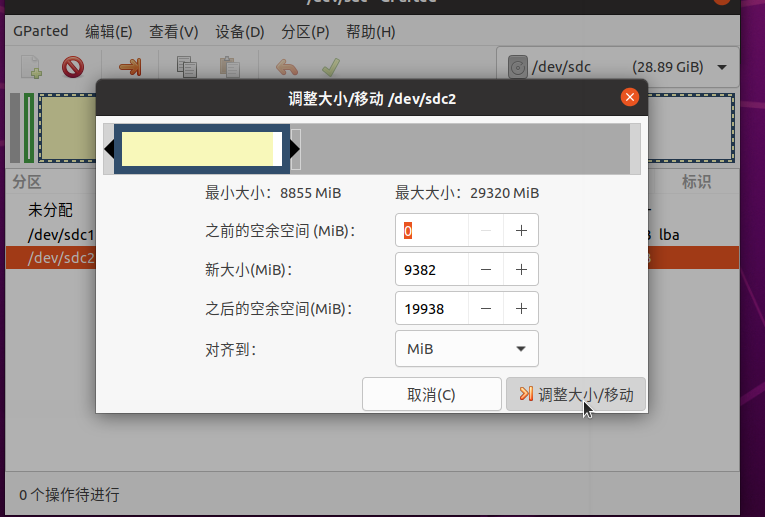 /dev/sdc - GParted
GParted 编辑(E) 查看(V) 设备(D) 分区(P) 帮助(H)
/dev/sdc (28.89 GiB)
调整大小/移动 /dev/sdc2
分区 标识
最小大小：8855 MiB 最大大小：29320 MiB
未分配
之前的空余空间 (MiB)： 0
/dev/sdc1 lba
/dev/sdc2
新大小(MiB)： 9382
之后的空余空间(MiB)： 19938
对齐到： MiB
取消(C) 调整大小/移动
0 个操作待进行